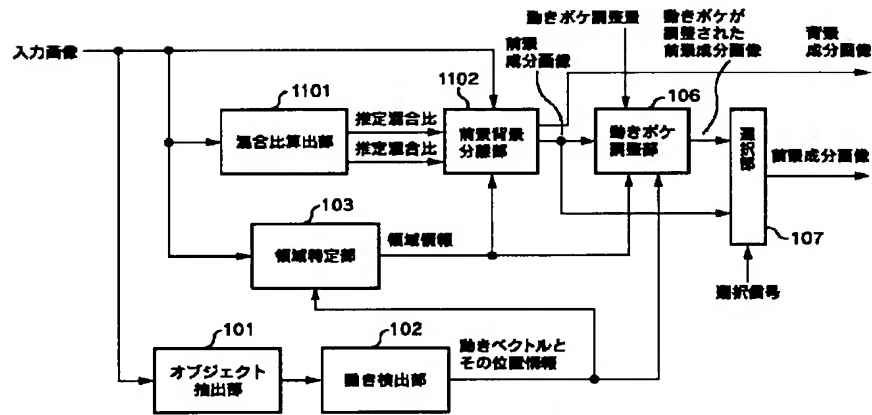 動きボケ調整量
動きボケが
調整された
前景成分画像
背景
成分画像
前景
成分画像
入力画像
1101
1102
106
混合比算出部
推定混合比
推定混合比
前景背景
分離部
動きボケ
調整部
選択部
前景成分画像
103
領域特定部
領域情報
107
選択信号
101
102
オブジェクト
抽出部
動き検出部
動きベクトルと
その位置情報